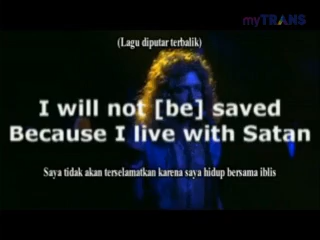 myTRANS
(Lagu diputar terbalik)
I will not [be] saved
Because I live with Satan
Saya tidak akan terselamatkan karena saya hidup bersama iblis